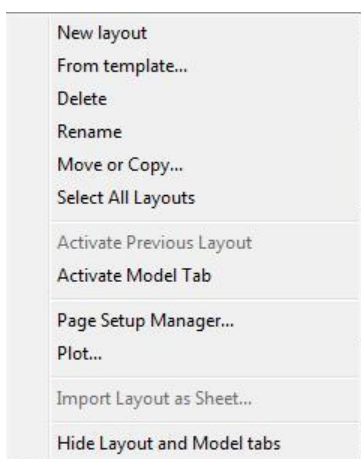 New layout
From template...
Delete
Rename
Move or Copy...
Select All Layouts
Activate Previous Layout
Activate Model Tab
Page Setup Manager...
Plot...
Import Layout as Sheet...
Hide Layout and Model tabs